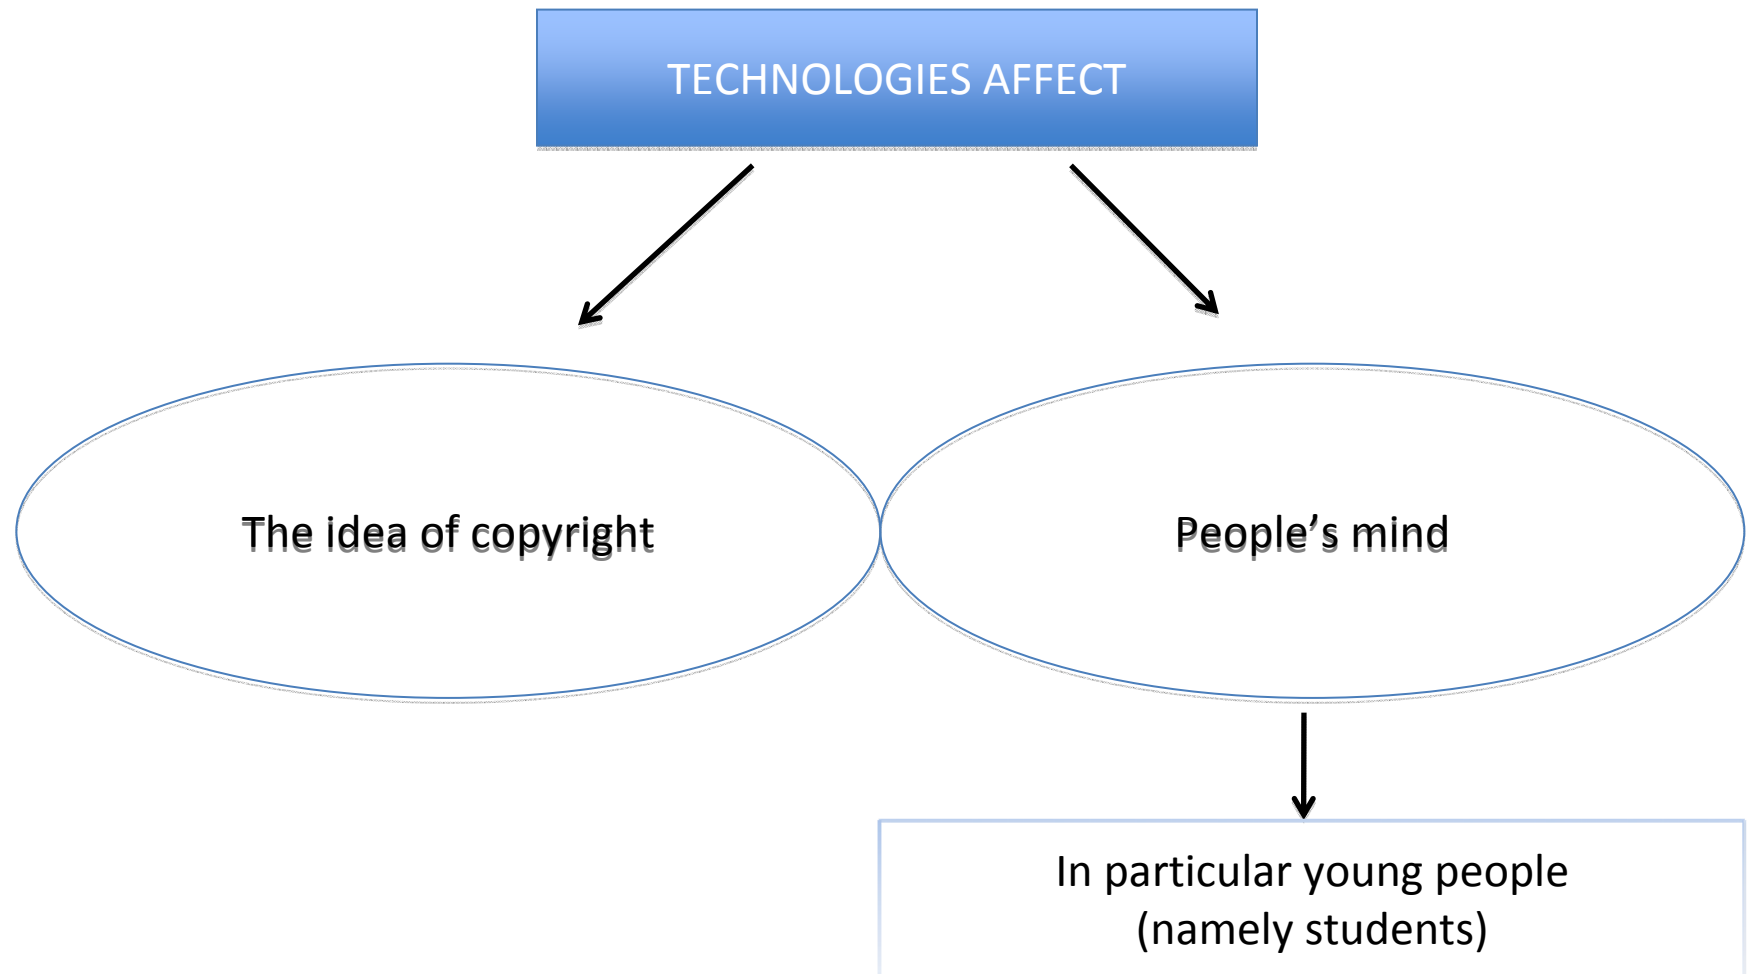 TECHNOLOGIES AFFECT
The idea of copyright
People’s mind
In particular young people
(namely students)